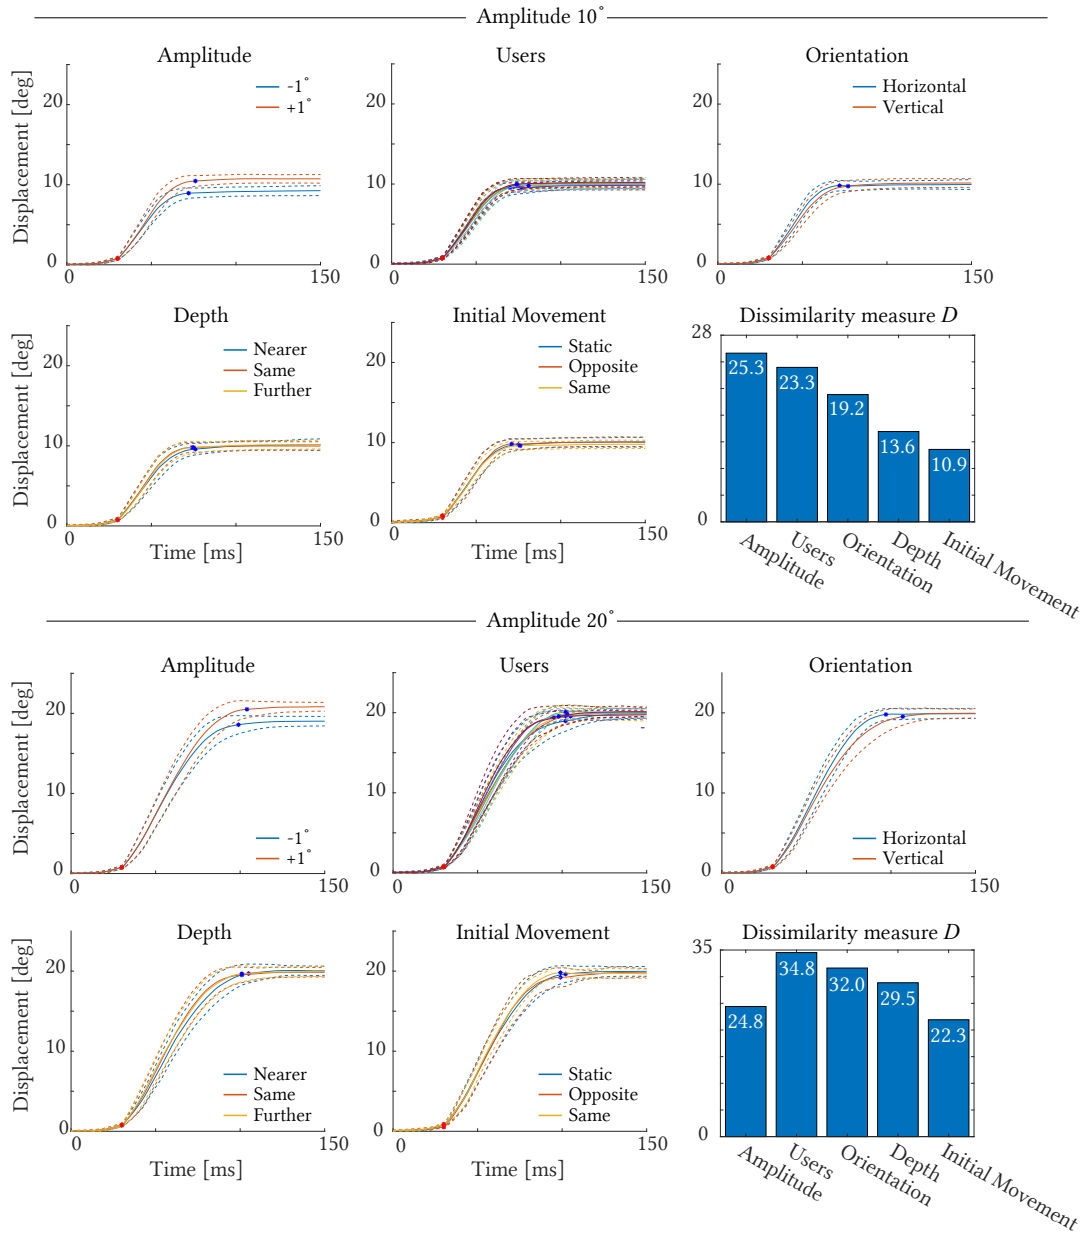 Amplitude 10°
Amplitude
Displacement [deg]
20
10
0
0
150
-1°
+1°
Users
20
10
0
0
150
Orientation
20
10
0
0
150
Horizontal
Vertical
Depth
Displacement [deg]
20
10
0
0
150
Time [ms]
Nearer
Same
Further
Initial Movement
20
10
0
0
150
Time [ms]
Static
Opposite
Same
Dissimilarity measure D
28
0
25.3
23.3
19.2
13.6
10.9
Amplitude
Users
Orientation
Depth
Initial Movement
Amplitude 20°
Amplitude
Displacement [deg]
20
10
0
0
150
-1°
+1°
Users
20
10
0
0
150
Orientation
20
10
0
0
150
Horizontal
Vertical
Depth
Displacement [deg]
20
10
0
0
150
Time [ms]
Nearer
Same
Further
Initial Movement
20
10
0
0
150
Time [ms]
Static
Opposite
Same
Dissimilarity measure D
35
0
24.8
34.8
32.0
29.5
22.3
Amplitude
Users
Orientation
Depth
Initial Movement